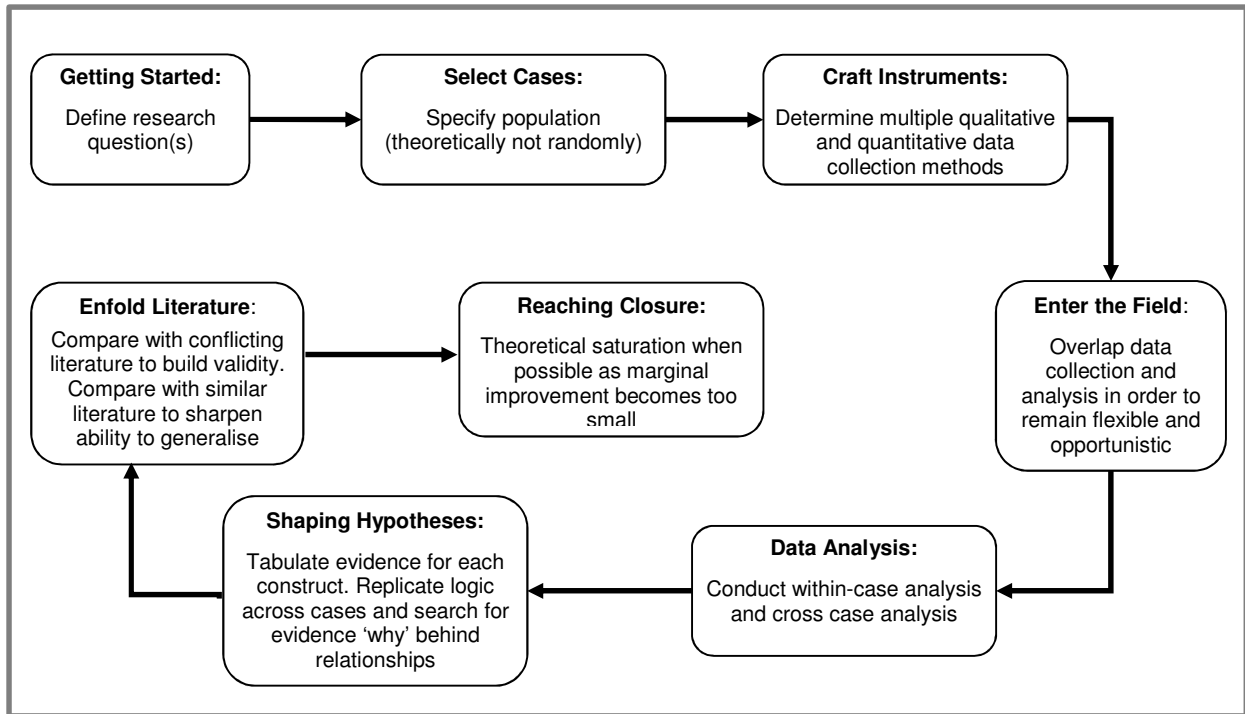 Getting Started:
Define research
question(s)
Select Cases:
Specify population
(theoretically not randomly)
Craft Instruments:
Determine multiple qualitative
and quantitative data
collection methods
Enter the Field:
Overlap data
collection and
analysis in order to
remain flexible and
opportunistic
Data Analysis:
Conduct within-case analysis
and cross case analysis
Shaping Hypotheses:
Tabulate evidence for each
construct. Replicate logic
across cases and search for
evidence ‘why’ behind
relationships
Enfold Literature:
Compare with conflicting
literature to build validity.
Compare with similar
literature to sharpen
ability to generalise
Reaching Closure:
Theoretical saturation when
possible as marginal
improvement becomes too
small